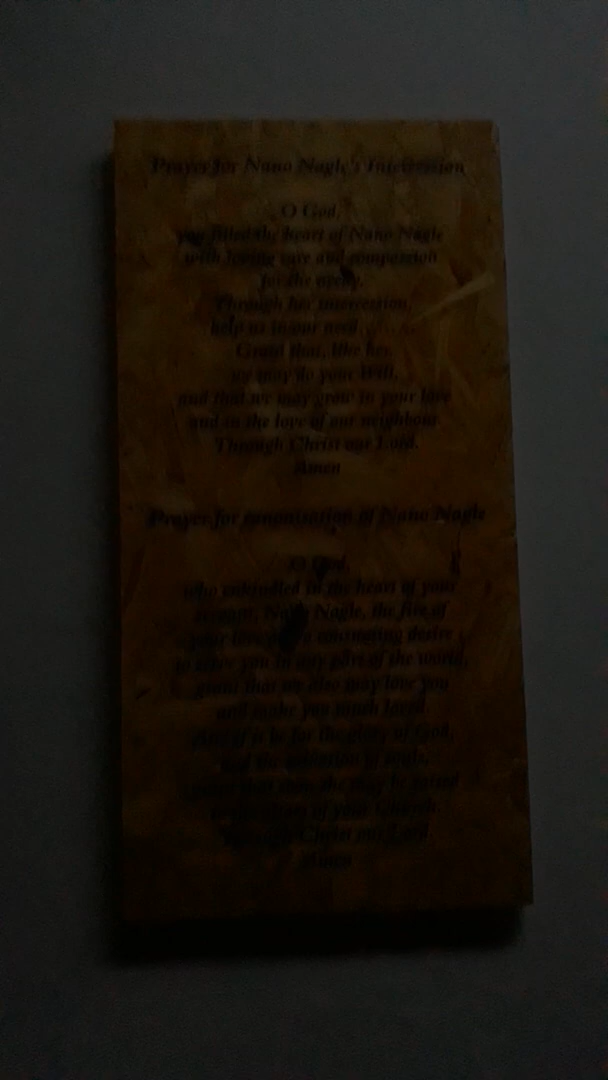 Prayer for Nano Nagle's Intercession
O God,
you filled the heart of Nano Nagle
with loving care and compassion
for the needy.
Through her intercession,
help us in our need.
Grant that, like her,
we may do your Will,
and that we may grow in your love
and in the love of our neighbour.
Through Christ our Lord.
Amen
Prayer for canonisation of Nano Nagle
O God,
who enkindled in the heart of your
servant, Nano Nagle, the fire of
your love and a consuming desire
to serve you in any part of the world,
grant that we also may love you
and make you much loved.
And if it be for the glory of God,
and the salvation of souls,
grant that soon she may be raised
to the altars of your Church.
Through Christ our Lord.
Amen